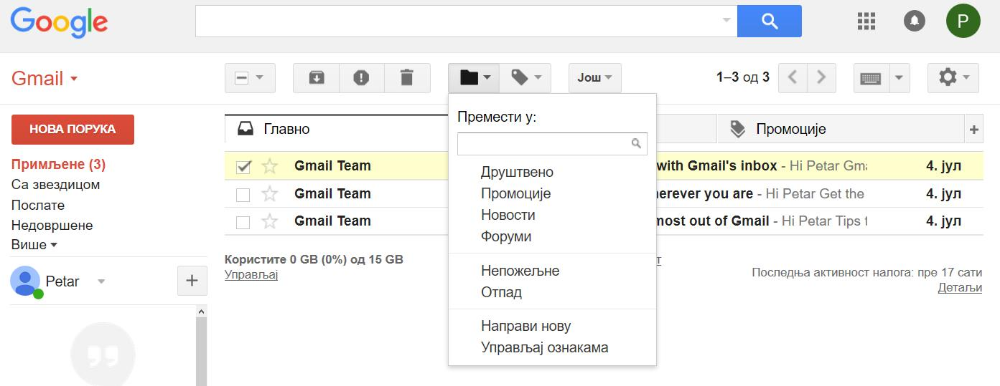 Google
P
Gmail
Још
1–3 од 3
НОВА ПОРУКА
Примљене (3)
Са звездицом
Послате
Недовршене
Више
Petar
Главно
Промоције
Gmail Team with Gmail's inbox - Hi Petar Gma 4. јул
Gmail Team erever you are - Hi Petar Get the 4. јул
Gmail Team most out of Gmail - Hi Petar Tips t 4. јул
Премести у:
Друштвено
Промоције
Новости
Форуми
Непожељне
Отпад
Направи нову
Управљај ознакама
Користите 0 GB (0%) од 15 GB
Управљај
Последња активност налога: пре 17 сати
Детаљи